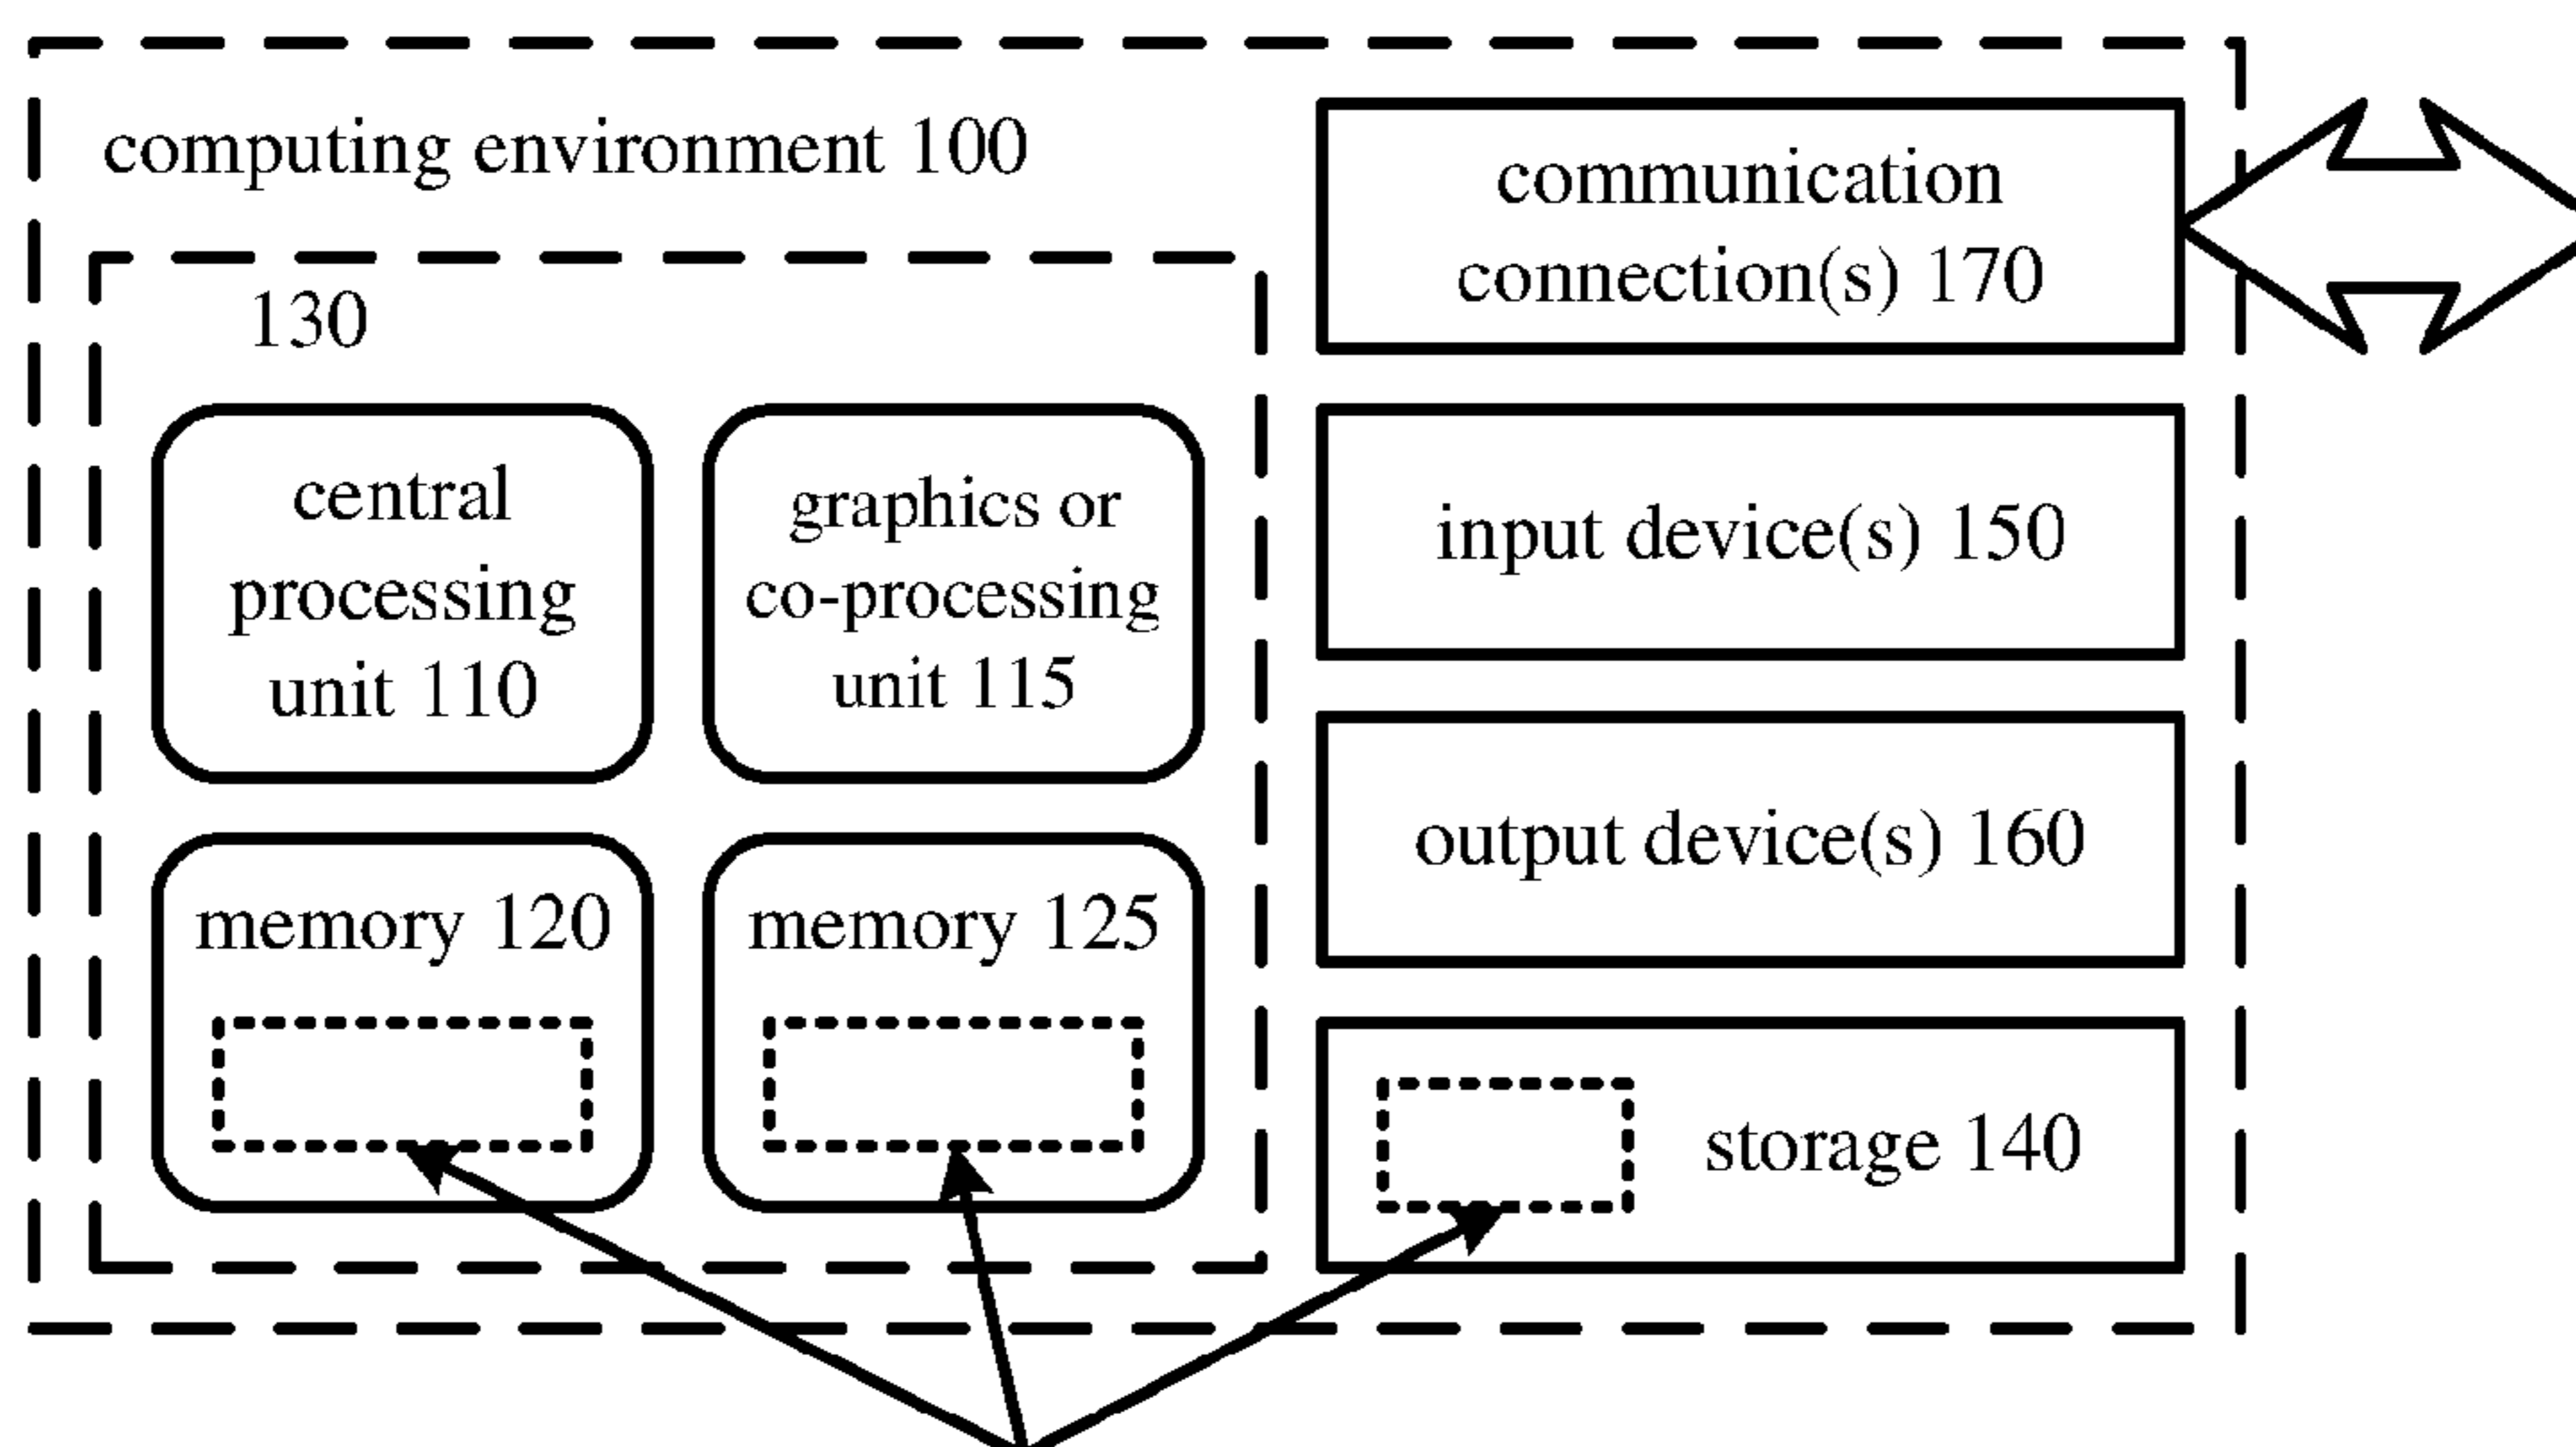 computing environment 100
communication
connection(s) 170
130
central
processing
unit 110
graphics or
co-processing
unit 115
input device(s) 150
output device(s) 160
memory 120
memory 125
storage 140